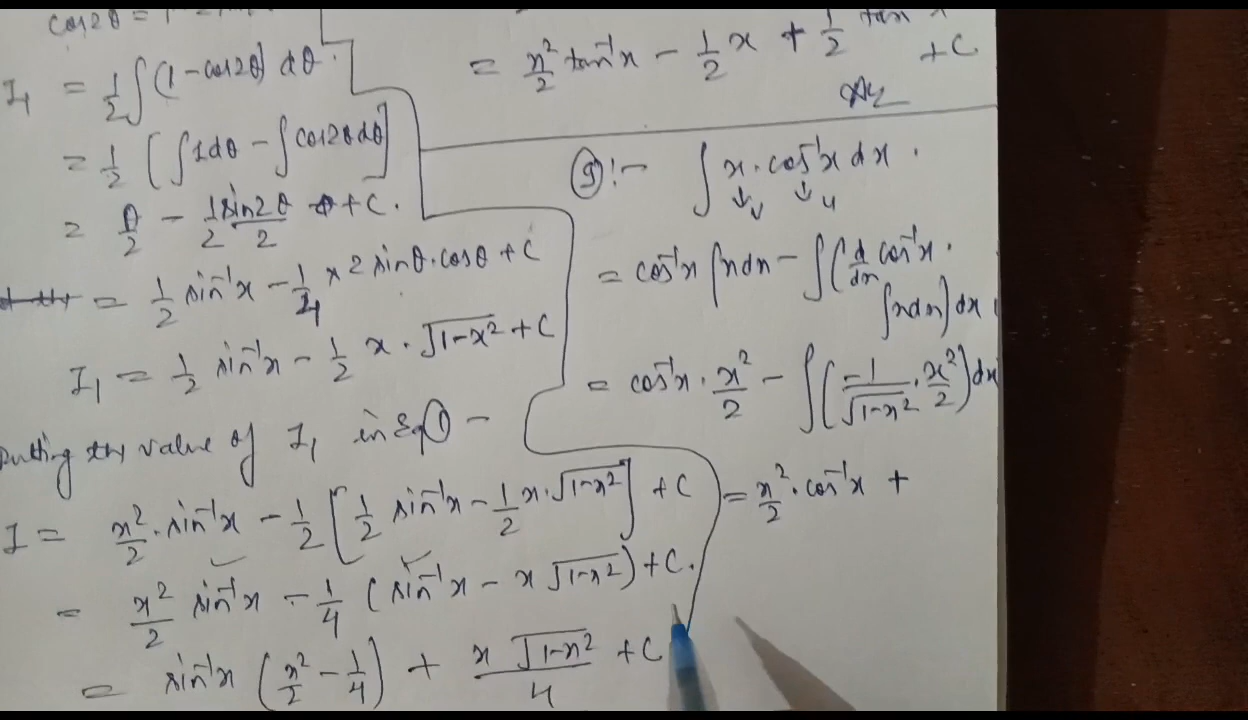 cos2θ = 1 -
I₁ = 1/2 ∫(1 - cos2θ) dθ.
= 1/2 [∫1dθ - ∫cos2θdθ]
= θ/2 - 1/2 sin2θ/2 + C.
= 1/2 sin⁻¹x - 1/4 × 2 sinθ.cosθ + C
I₁ = 1/2 sin⁻¹x - 1/2 x . √(1-x²) + C
Putting the value of I₁ in Eq ① -
I = x²/2 . sin⁻¹x - 1/2 [1/2 sin⁻¹x - 1/2 x.√(1-x²)] + C
= x²/2 sin⁻¹x - 1/4 (sin⁻¹x - x √(1-x²)) + C.
= sin⁻¹x (x²/2 - 1/4) + x √(1-x²)/4 + C
= x²/2 tan⁻¹x - 1/2 x + 1/2 tan⁻¹x
+ C
⑨:- ∫ x . cos⁻¹x dx .
↓v ↓u
= cos⁻¹x ∫xdx - ∫(d/dx cos⁻¹x .
∫xdx) dx
= cos⁻¹x . x²/2 - ∫(-1/√(1-x²) . x²/2) dx
= x²/2 . cos⁻¹x +